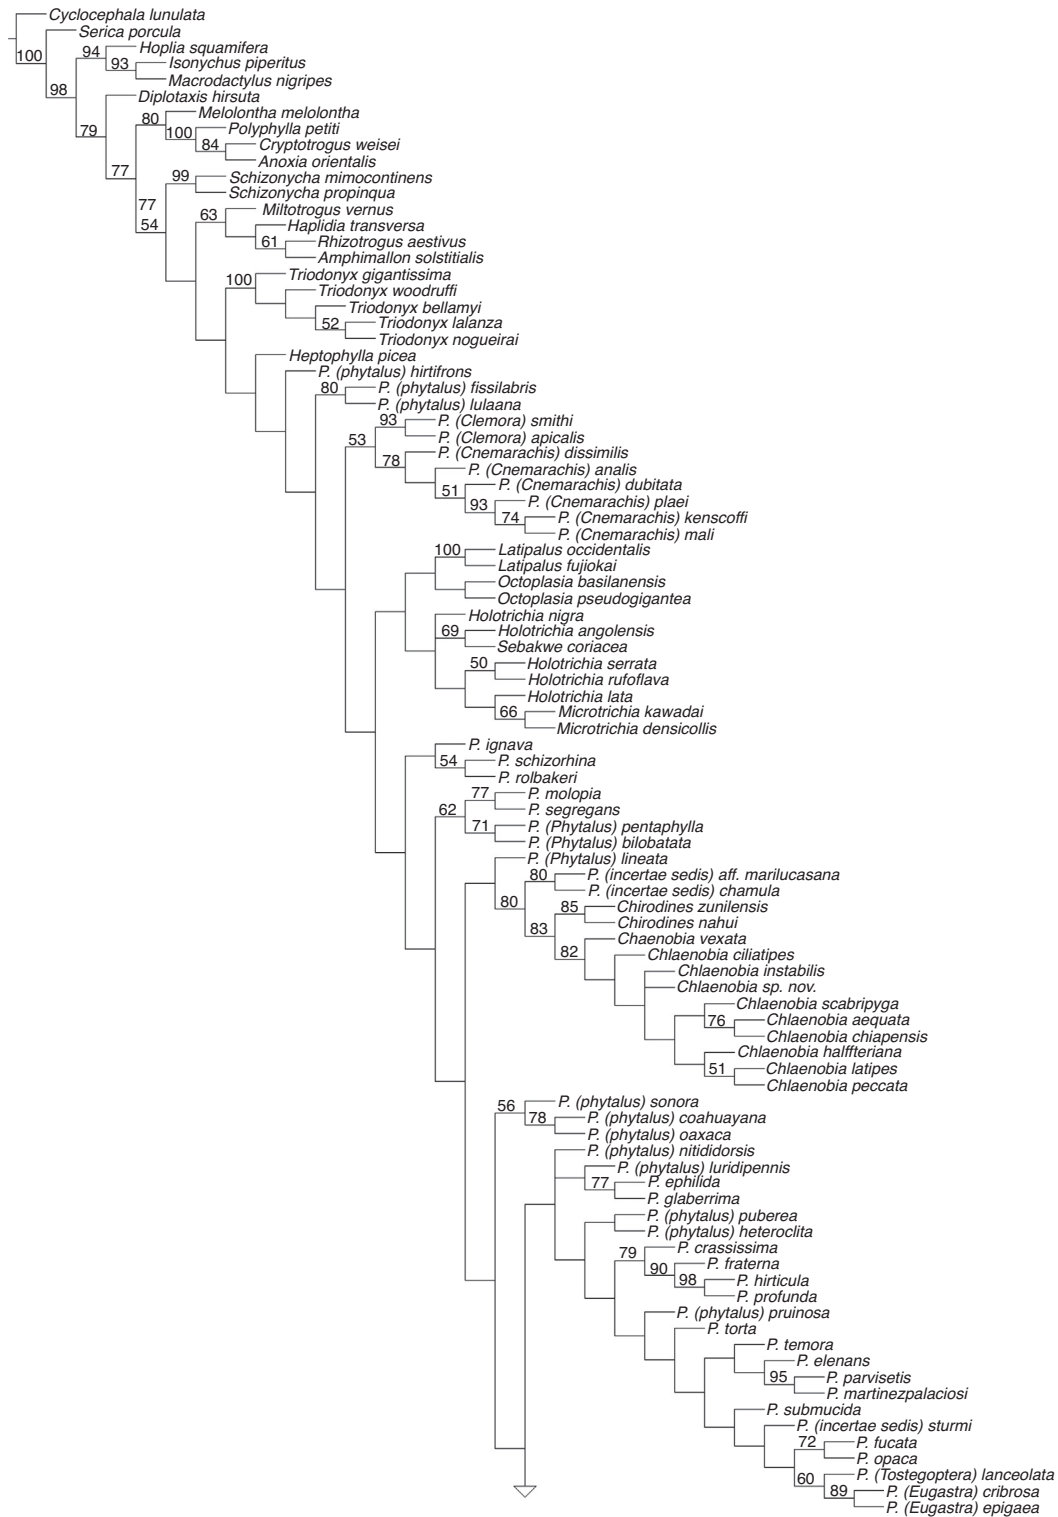 Cyclocephala lunulata
Serica porcula
100
94 Hoplia squamifera
93 Isonychus piperitus
Macrodactylus nigripes
98
Diplotaxis hirsuta
80 Melolontha melolontha
79 100 Polyphylla petiti
84 Cryptotrogus weisei
Anoxia orientalis
77 99 Schizonycha mimocontinens
Schizonycha propinqua
77
63 Miltotrogus vernus
54 Haplidia transversa
61 Rhizotrogus aestivus
Amphimallon solstitialis
100 Triodonyx gigantissima
Triodonyx woodruffi
Triodonyx bellamyi
52 Triodonyx lalanza
Triodonyx nogueirai
Heptophylla picea
P. (phytalus) hirtifrons
80 P. (phytalus) fissilabris
P. (phytalus) lulaana
93 P. (Clemora) smithi
53 P. (Clemora) apicalis
P. (Cnemarachis) dissimilis
78 P. (Cnemarachis) analis
51 P. (Cnemarachis) dubitata
93 P. (Cnemarachis) plaei
74 P. (Cnemarachis) kenscoffi
P. (Cnemarachis) mali
100 Latipalus occidentalis
Latipalus fujiokai
Octoplasia basilanensis
Octoplasia pseudogigantea
Holotrichia nigra
69 Holotrichia angolensis
Sebakwe coriacea
50 Holotrichia serrata
Holotrichia rufoflava
Holotrichia lata
66 Microtrichia kawadai
Microtrichia densicollis
P. ignava
54 P. schizorhina
P. rolbakeri
77 P. molopia
62 P. segregans
71 P. (Phytalus) pentaphylla
P. (Phytalus) bilobatata
P. (Phytalus) lineata
80 P. (incertae sedis) aff. marilucasana
P. (incertae sedis) chamula
80 85 Chirodines zunilensis
Chirodines nahui
83 Chaenobia vexata
82 Chlaenobia ciliatipes
Chlaenobia instabilis
Chlaenobia sp. nov.
Chlaenobia scabripyga
76 Chlaenobia aequata
Chlaenobia chiapensis
Chlaenobia halffteriana
51 Chlaenobia latipes
Chlaenobia peccata
56 P. (phytalus) sonora
78 P. (phytalus) coahuayana
P. (phytalus) oaxaca
P. (phytalus) nitididorsis
P. (phytalus) luridipennis
77 P. ephilida
P. glaberrima
P. (phytalus) puberea
P. (phytalus) heteroclita
79 P. crassissima
90 P. fraterna
98 P. hirticula
P. profunda
P. (phytalus) pruinosa
P. torta
P. temora
P. elenans
95 P. parvisetis
P. martinezpalaciosi
P. submucida
P. (incertae sedis) sturmi
72 P. fucata
P. opaca
60 P. (Tostegoptera) lanceolata
89 P. (Eugastra) cribrosa
P. (Eugastra) epigaea